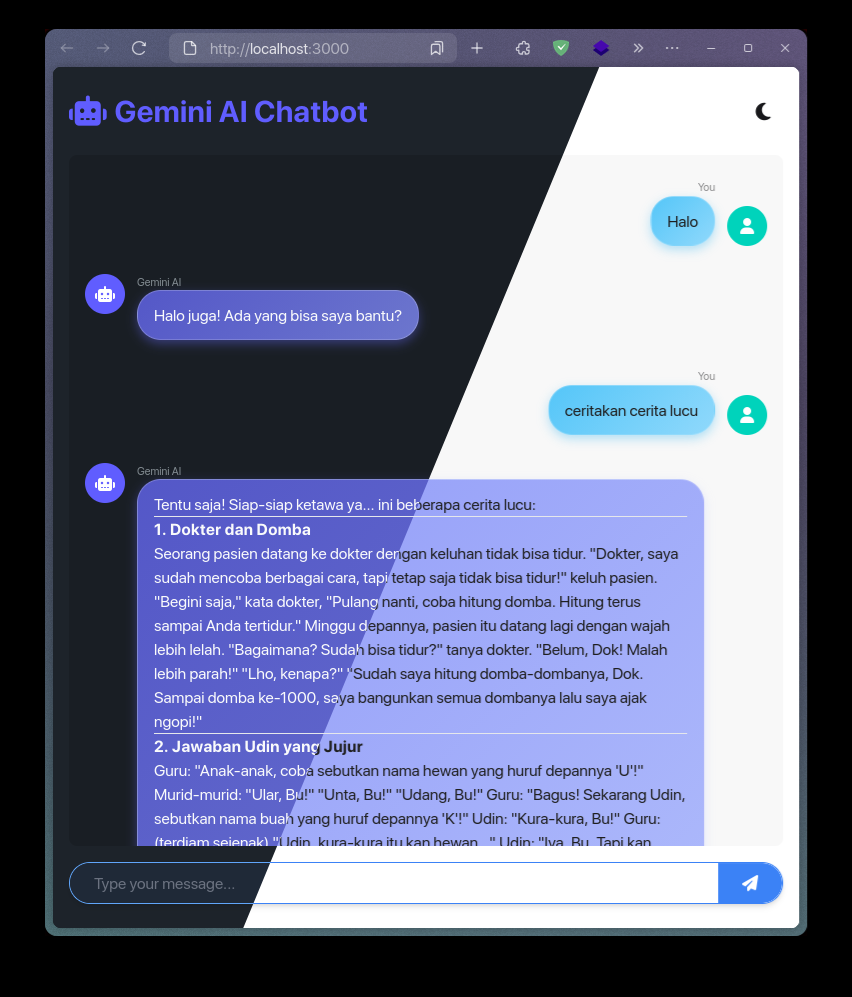 http://localhost:3000
Gemini AI Chatbot
You
Halo
Gemini AI
Halo juga! Ada yang bisa saya bantu?
You
ceritakan cerita lucu
Gemini AI
Tentu saja! Siap-siap ketawa ya... ini beberapa cerita lucu:
1. Dokter dan Domba
Seorang pasien datang ke dokter dengan keluhan tidak bisa tidur. "Dokter, saya
sudah mencoba berbagai cara, tapi tetap saja tidak bisa tidur!" keluh pasien.
"Begini saja," kata dokter, "Pulang nanti, coba hitung domba. Hitung terus
sampai Anda tertidur." Minggu depannya, pasien itu datang lagi dengan wajah
lebih lelah. "Bagaimana? Sudah bisa tidur?" tanya dokter. "Belum, Dok! Malah
lebih parah!" "Lho, kenapa?" "Sudah saya hitung domba-dombanya, Dok.
Sampai domba ke-1000, saya bangunkan semua dombanya lalu saya ajak
ngopi!"
2. Jawaban Udin yang Jujur
Guru: "Anak-anak, coba sebutkan nama hewan yang huruf depannya 'U'!"
Murid-murid: "Ular, Bu!" "Unta, Bu!" "Udang, Bu!" Guru: "Bagus! Sekarang Udin,
sebutkan nama buah yang huruf depannya 'K'!" Udin: "Kura-kura, Bu!" Guru:
(terdiam sejenak) "Udin, kura-kura itu kan hewan..." Udin: "Iya, Bu. Tapi kan
Type your message...